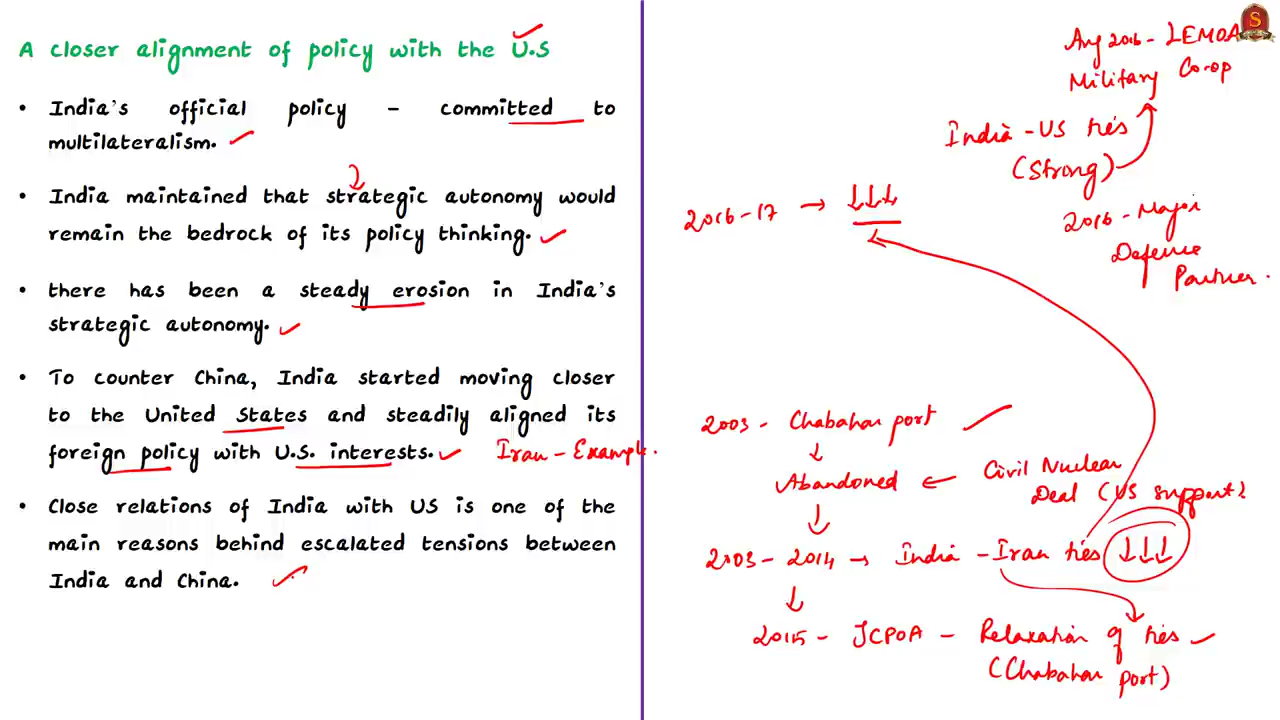 A closer alignment of policy with the U.S
• India's official policy – committed to
multilateralism.
• India maintained that strategic autonomy would
remain the bedrock of its policy thinking.
• there has been a steady erosion in India's
strategic autonomy.
• To counter China, India started moving closer
to the United States and steadily aligned its
foreign policy with U.S. interests.
Iran - Example.
• Close relations of India with US is one of the
main reasons behind escalated tensions between
India and China.
Aug 2016 - LEMOA
Military Co-op
India - US ties
(Strong)
2016-17 → ↓↓↓
2016 - Major
Defence
Partner.
2003 - Chabahar port
↓
Abandoned ← Civil Nuclear
Deal (US support)
↓
2003 - 2014 → India - Iran ties ↓↓↓
↓
2015 - JCPOA - Relaxation of ties
(Chabahar port)
S